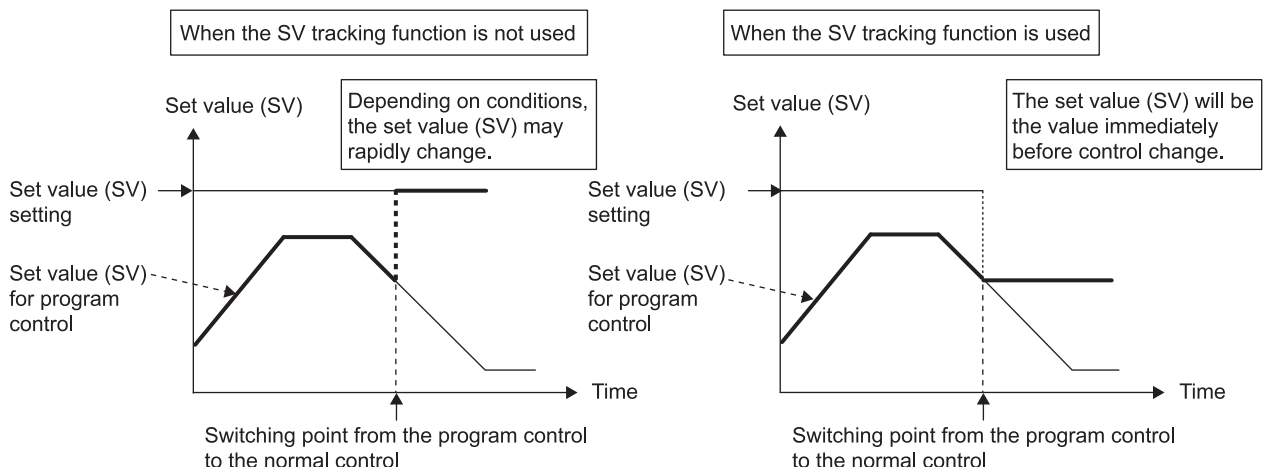 When the SV tracking function is not used
Set value (SV)
Depending on conditions,
the set value (SV) may
rapidly change.
Set value (SV)
setting
Set value (SV)
for program
control
Time
Switching point from the program control
to the normal control
When the SV tracking function is used
Set value (SV)
The set value (SV) will be
the value immediately
before control change.
Set value (SV)
setting
Set value (SV)
for program
control
Time
Switching point from the program control
to the normal control